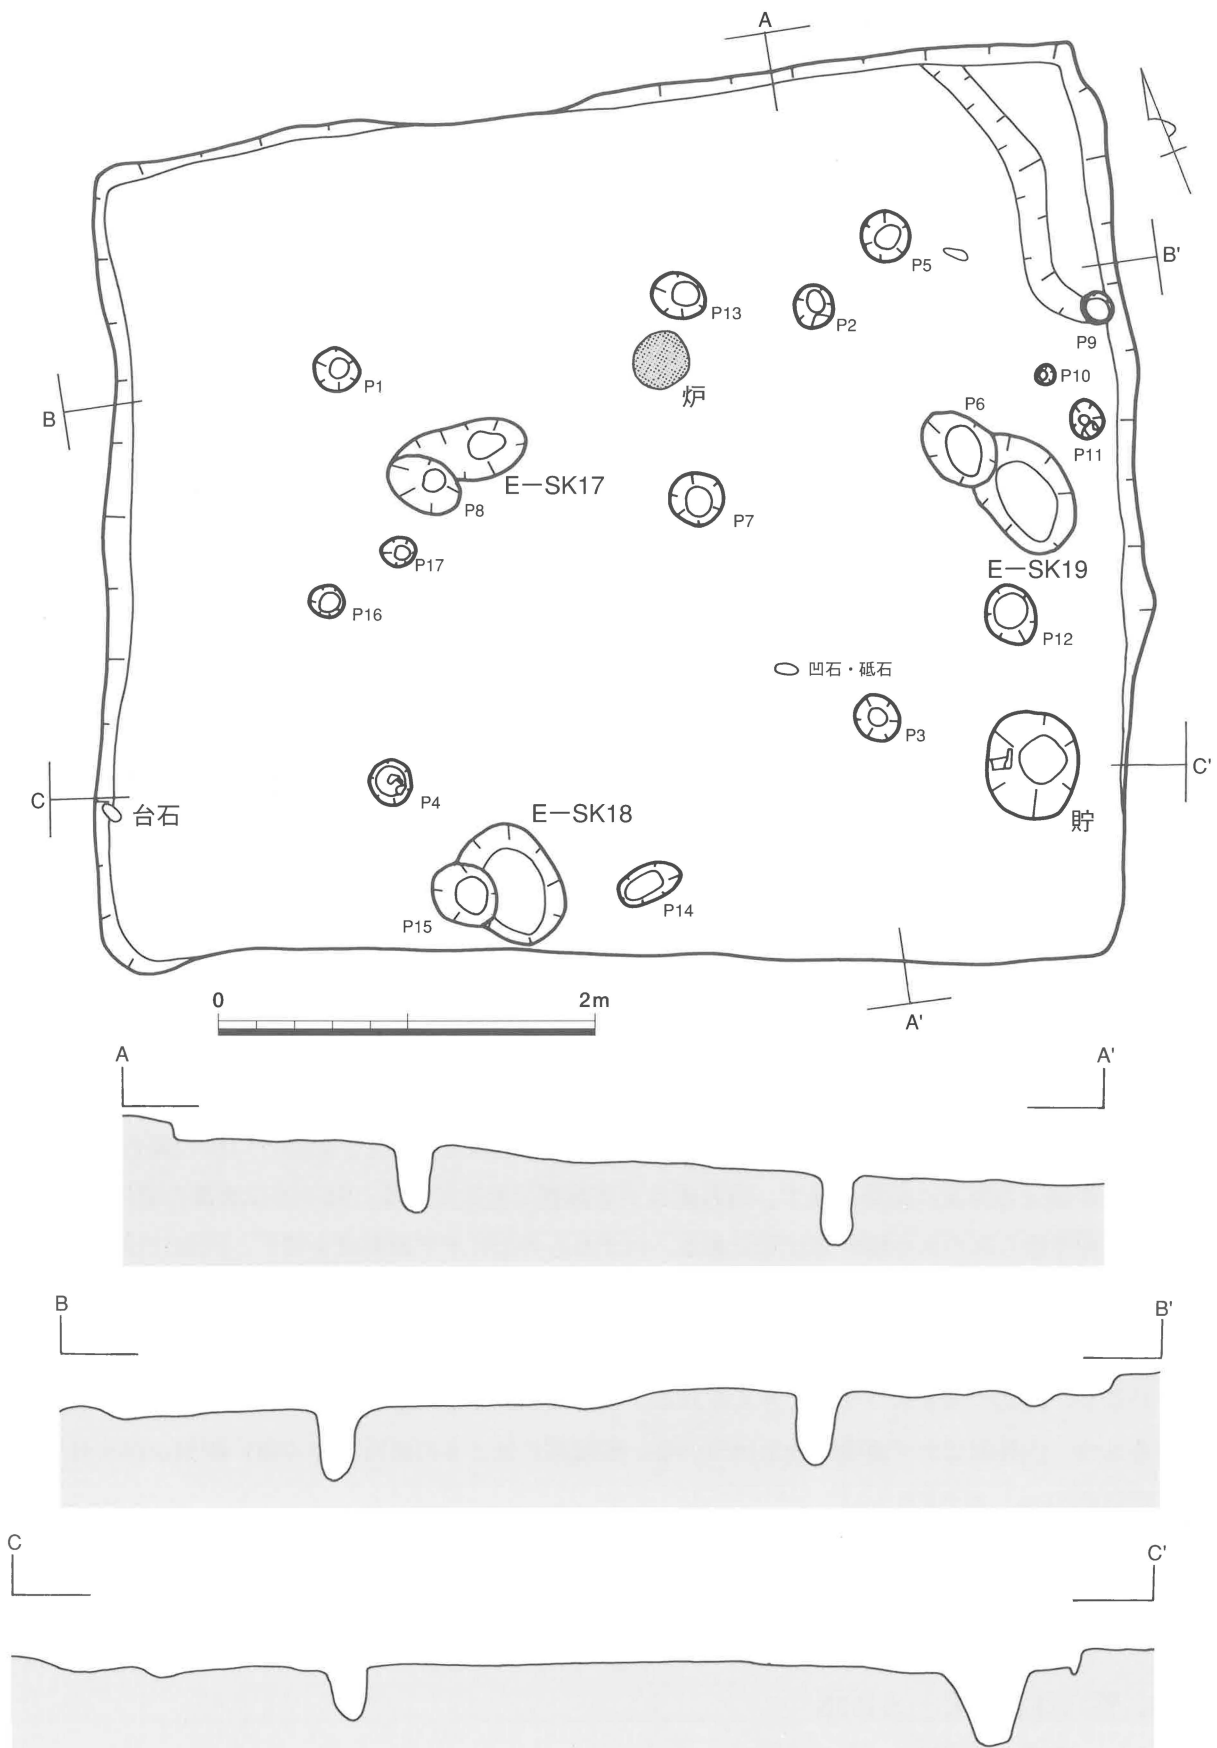 A
B'
P5
P13
P2
P9
P1
炉
P10
B
P6
P11
E－SK17
P8
P7
P17
E－SK19
P16
P12
凹石・砥石
P3
C'
C
台石
P4
E－SK18
貯
P15
P14
0
2m
A'
A
A'
B
B'
C
C'